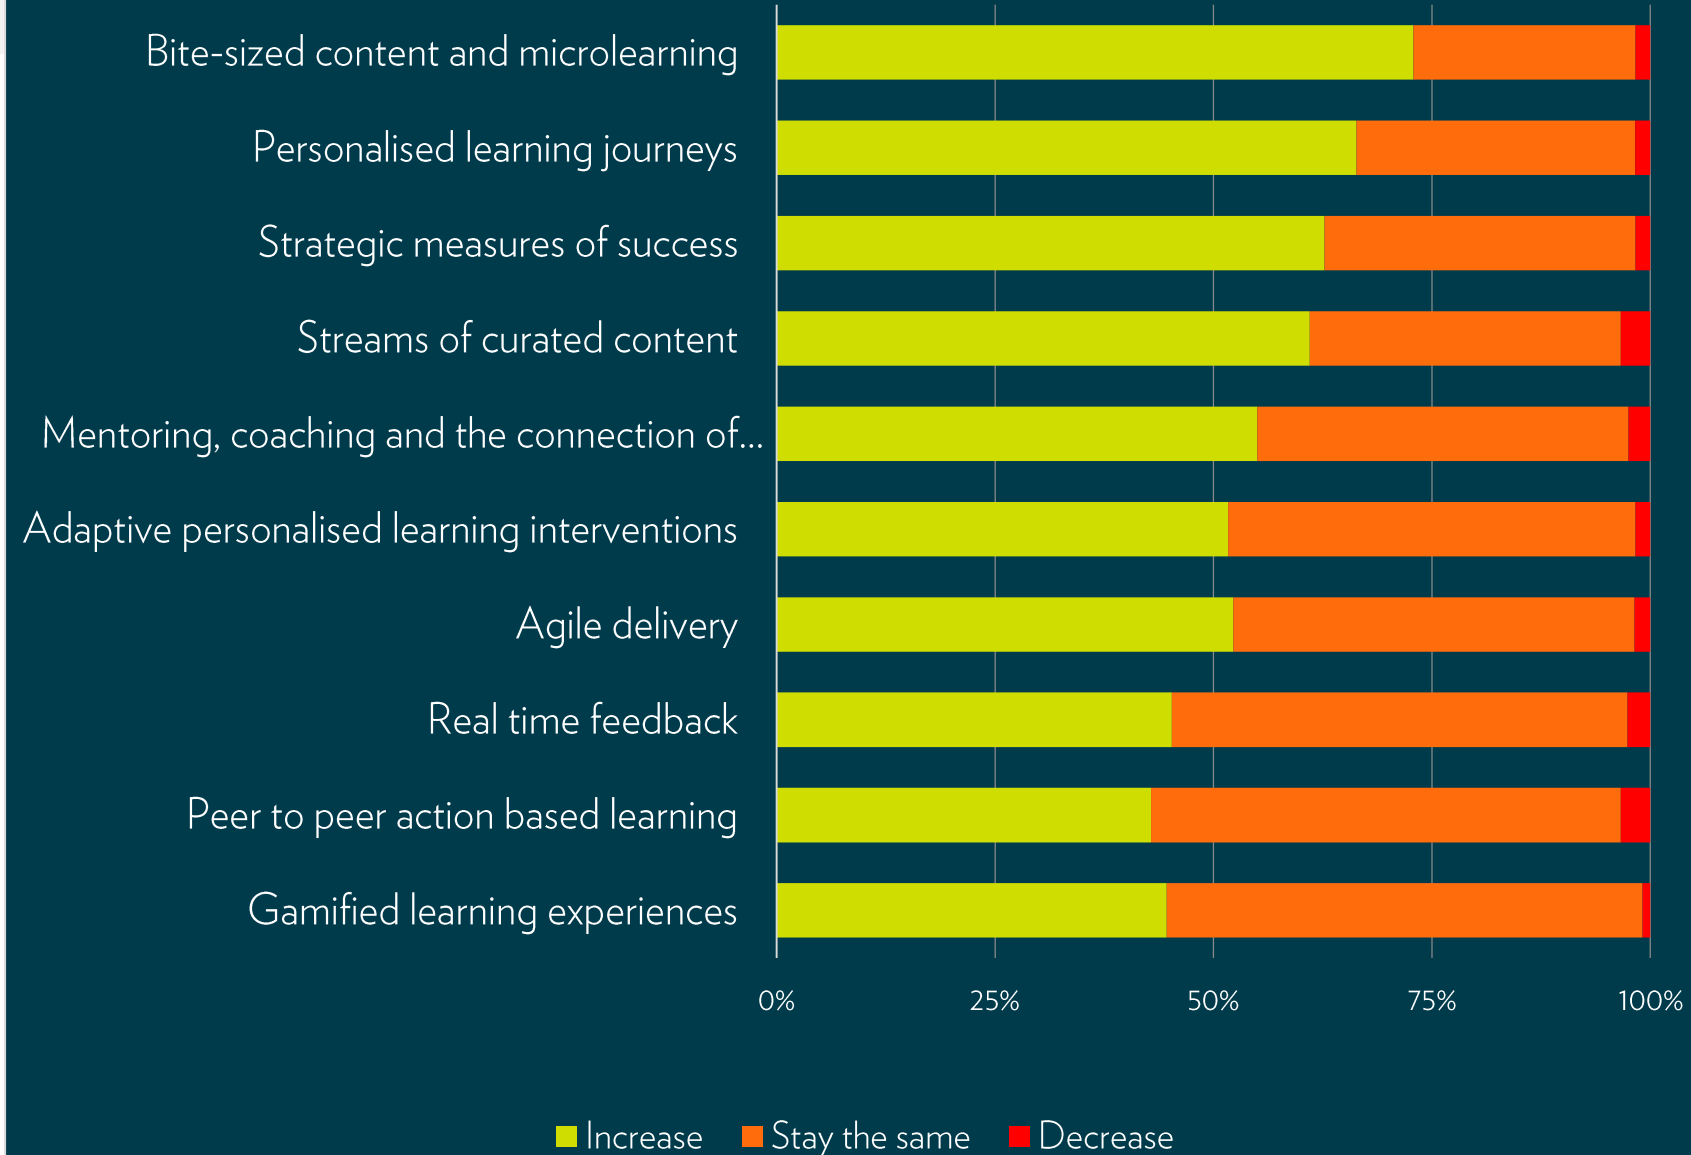 Bite-sized content and microlearning
Personalised learning journeys
Strategic measures of success
Streams of curated content
Mentoring, coaching and the connection of...
Adaptive personalised learning interventions
Agile delivery
Real time feedback
Peer to peer action based learning
Gamified learning experiences
0% 25% 50% 75% 100%
Increase Stay the same Decrease